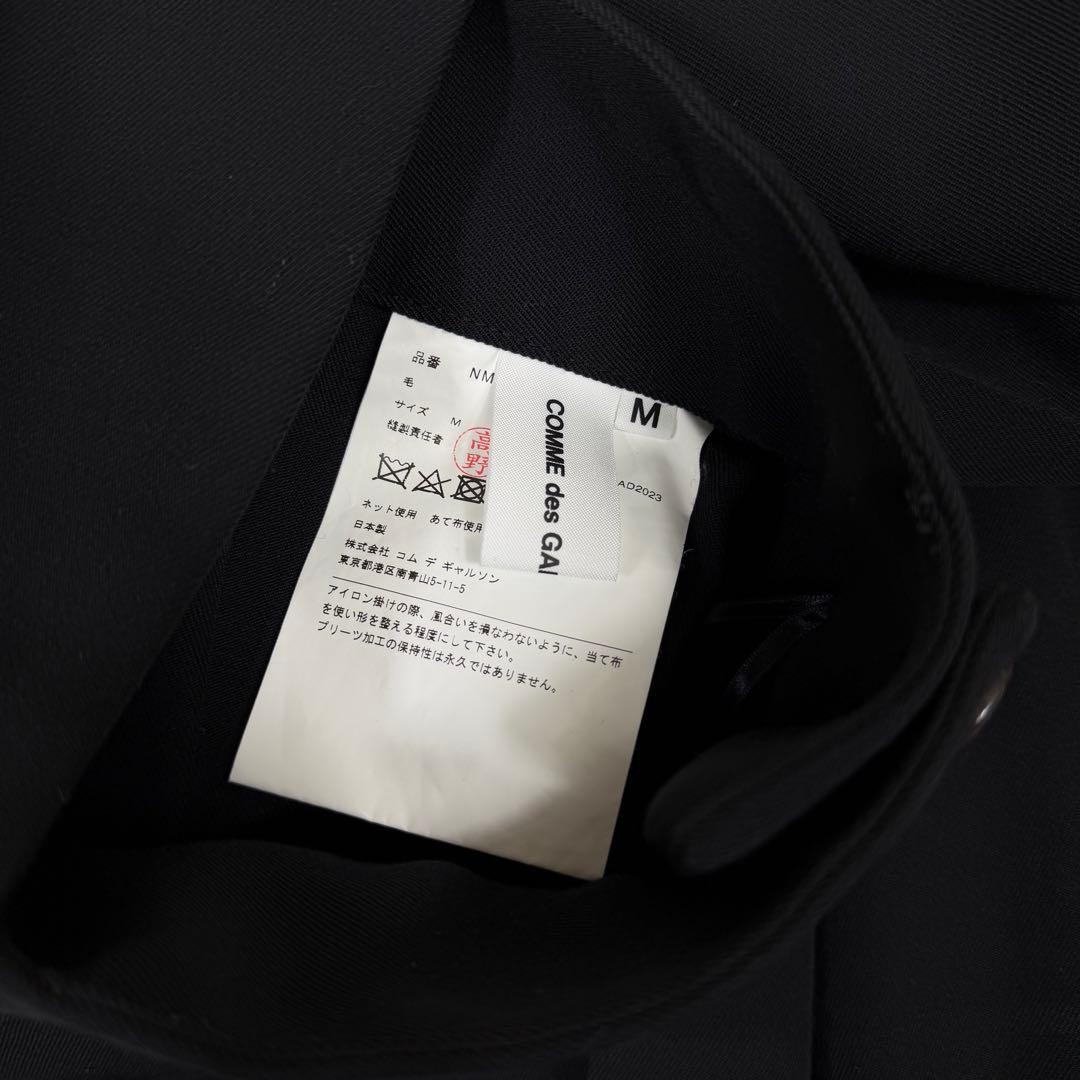 品番 NM
毛
サイズ M
縫製責任者 高野
ネット使用 あて布使用
日本製
株式会社 コム デ ギャルソン
東京都港区南青山5-11-5
アイロン掛けの際、風合いを損なわないように、当て布
を使い形を整える程度にして下さい。
プリーツ加工の保持性は永久ではありません。
COMME des GA
M
AD2023